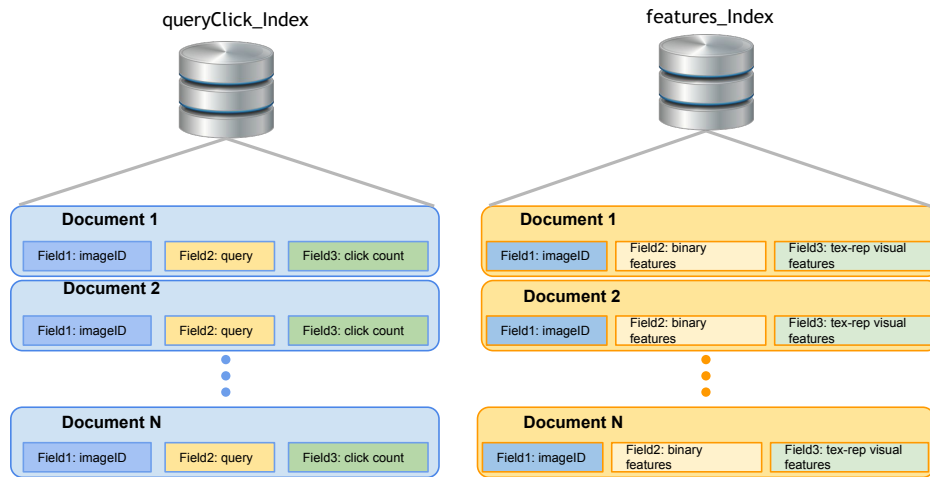 queryClick_Index
Document 1
Field1: imageID
Field2: query
Field3: click count
Document 2
Field1: imageID
Field2: query
Field3: click count
Document N
Field1: imageID
Field2: query
Field3: click count
features_Index
Document 1
Field1: imageID
Field2: binary
features
Field3: tex-rep visual
features
Document 2
Field1: imageID
Field2: binary
features
Field3: tex-rep visual
features
Document N
Field1: imageID
Field2: binary
features
Field3: tex-rep visual
features